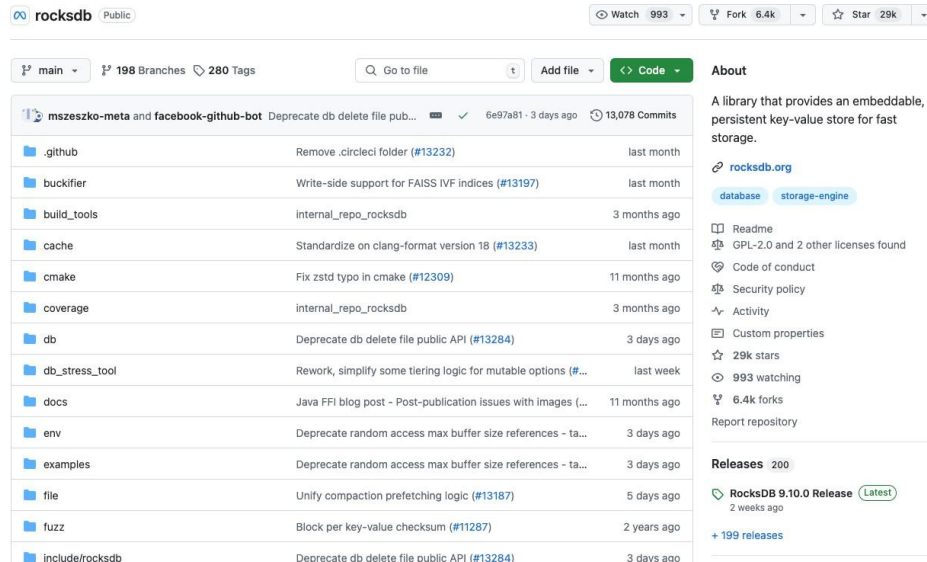 rocksdb Public Watch 993 Fork 6.4k Star 29k
main 198 Branches 280 Tags Go to file t Add file Code
mszeszko-meta and facebook-github-bot Deprecate db delete file pub... 6e97a81 · 3 days ago 13,078 Commits
.github Remove .circleci folder (#13232) last month
buckifier Write-side support for FAISS IVF indices (#13197) last month
build_tools internal_repo_rocksdb 3 months ago
cache Standardize on clang-format version 18 (#13233) last month
cmake Fix zstd typo in cmake (#12309) 11 months ago
coverage internal_repo_rocksdb 3 months ago
db Deprecate db delete file public API (#13284) 3 days ago
db_stress_tool Rework, simplify some tiering logic for mutable options (#... last week
docs Java FFI blog post - Post-publication issues with images (... 11 months ago
env Deprecate random access max buffer size references - ta... 3 days ago
examples Deprecate random access max buffer size references - ta... 3 days ago
file Unify compaction prefetching logic (#13187) 5 days ago
fuzz Block per key-value checksum (#11287) 2 years ago
include/rocksdb Deprecate db delete file public API (#13284) 3 days ago
About
A library that provides an embeddable,
persistent key-value store for fast
storage.
rocksdb.org
database storage-engine
Readme
GPL-2.0 and 2 other licenses found
Code of conduct
Security policy
Activity
Custom properties
29k stars
993 watching
6.4k forks
Report repository
Releases 200
RocksDB 9.10.0 Release Latest
2 weeks ago
+ 199 releases